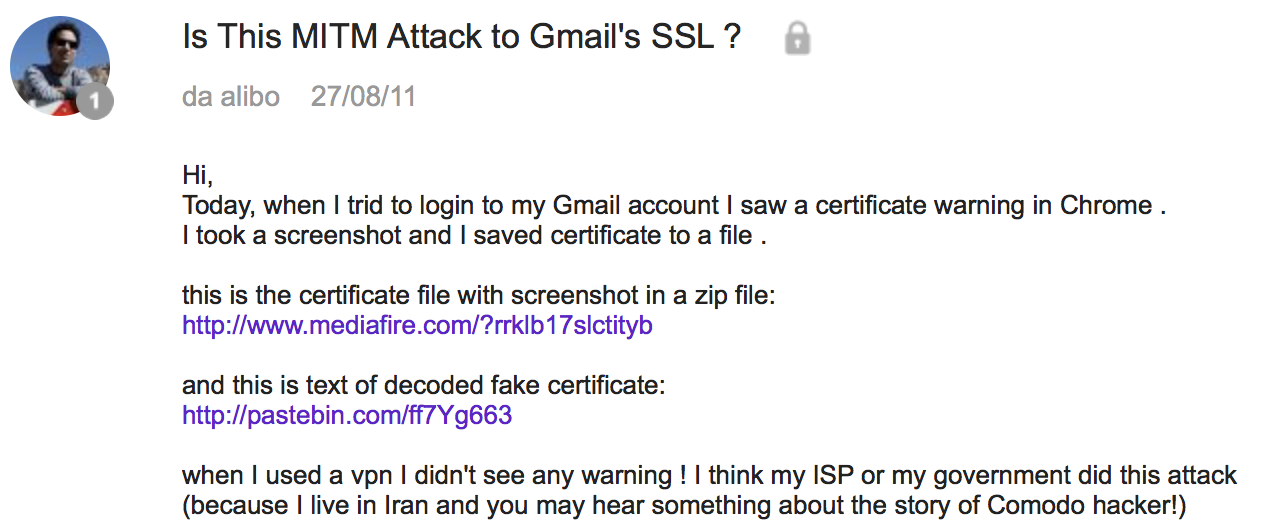 Is This MITM Attack to Gmail's SSL ?
1
da alibo 27/08/11
Hi,
Today, when I trid to login to my Gmail account I saw a certificate warning in Chrome .
I took a screenshot and I saved certificate to a file .
this is the certificate file with screenshot in a zip file:
http://www.mediafire.com/?rrklb17slctityb
and this is text of decoded fake certificate:
http://pastebin.com/ff7Yg663
when I used a vpn I didn't see any warning ! I think my ISP or my government did this attack
(because I live in Iran and you may hear something about the story of Comodo hacker!)